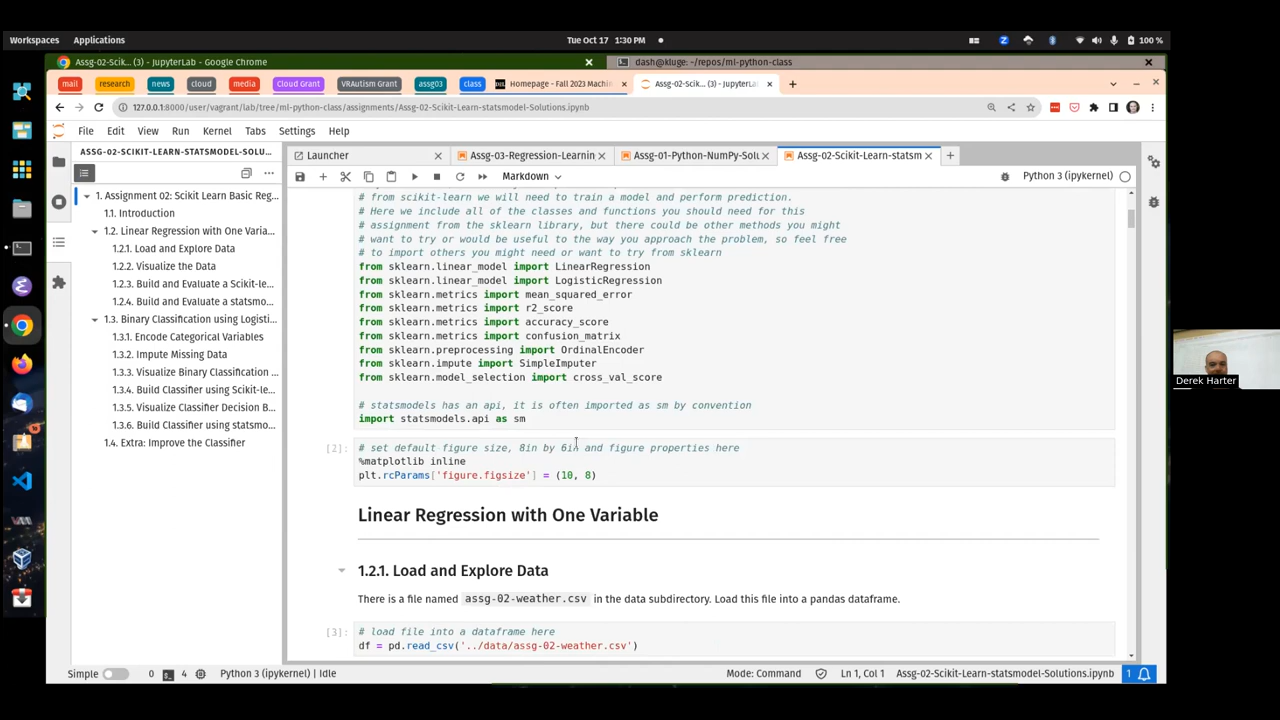 Workspaces Applications Tue Oct 17 1:30 PM 100 %
Assg-02-Scik... (3) - JupyterLab - Google Chrome dash@kluge: ~/repos/ml-python-class
mail research news cloud media Cloud Grant VRAutism Grant assg03 class Homepage - Fall 2023 Machin Assg-02-Scik... (3) - JupyterLa
127.0.0.1:8000/user/vagrant/lab/tree/ml-python-class/assignments/Assg-02-Scikit-Learn-statsmodel-Solutions.ipynb
File Edit View Run Kernel Tabs Settings Help
ASSG-02-SCIKIT-LEARN-STATSMODEL-SOLU...
Launcher Assg-03-Regression-Learnin Assg-01-Python-NumPy-Sol Assg-02-Scikit-Learn-statsm
Markdown Python 3 (ipykernel)
1. Assignment 02: Scikit Learn Basic Reg...
1.1. Introduction
1.2. Linear Regression with One Varia...
1.2.1. Load and Explore Data
1.2.2. Visualize the Data
1.2.3. Build and Evaluate a Scikit-le...
1.2.4. Build and Evaluate a statsmo...
1.3. Binary Classification using Logisti...
1.3.1. Encode Categorical Variables
1.3.2. Impute Missing Data
1.3.3. Visualize Binary Classification ...
1.3.4. Build Classifier using Scikit-le...
1.3.5. Visualize Classifier Decision B...
1.3.6. Build Classifier using statsmo...
1.4. Extra: Improve the Classifier
# from scikit-learn we will need to train a model and perform prediction.
# Here we include all of the classes and functions you should need for this
# assignment from the sklearn library, but there could be other methods you might
# want to try or would be useful to the way you approach the problem, so feel free
# to import others you might need or want to try from sklearn
from sklearn.linear_model import LinearRegression
from sklearn.linear_model import LogisticRegression
from sklearn.metrics import mean_squared_error
from sklearn.metrics import r2_score
from sklearn.metrics import accuracy_score
from sklearn.metrics import confusion_matrix
from sklearn.preprocessing import OrdinalEncoder
from sklearn.impute import SimpleImputer
from sklearn.model_selection import cross_val_score
# statsmodels has an api, it is often imported as sm by convention
import statsmodels.api as sm
[2]: # set default figure size, 8in by 6in and figure properties here
%matplotlib inline
plt.rcParams['figure.figsize'] = (10, 8)
Linear Regression with One Variable
1.2.1. Load and Explore Data
There is a file named assg-02-weather.csv in the data subdirectory. Load this file into a pandas dataframe.
[3]: # load file into a dataframe here
df = pd.read_csv('../data/assg-02-weather.csv')
Derek Harter
Simple 0 4 Python 3 (ipykernel) | Idle Mode: Command Ln 1, Col 1 Assg-02-Scikit-Learn-statsmodel-Solutions.ipynb 1